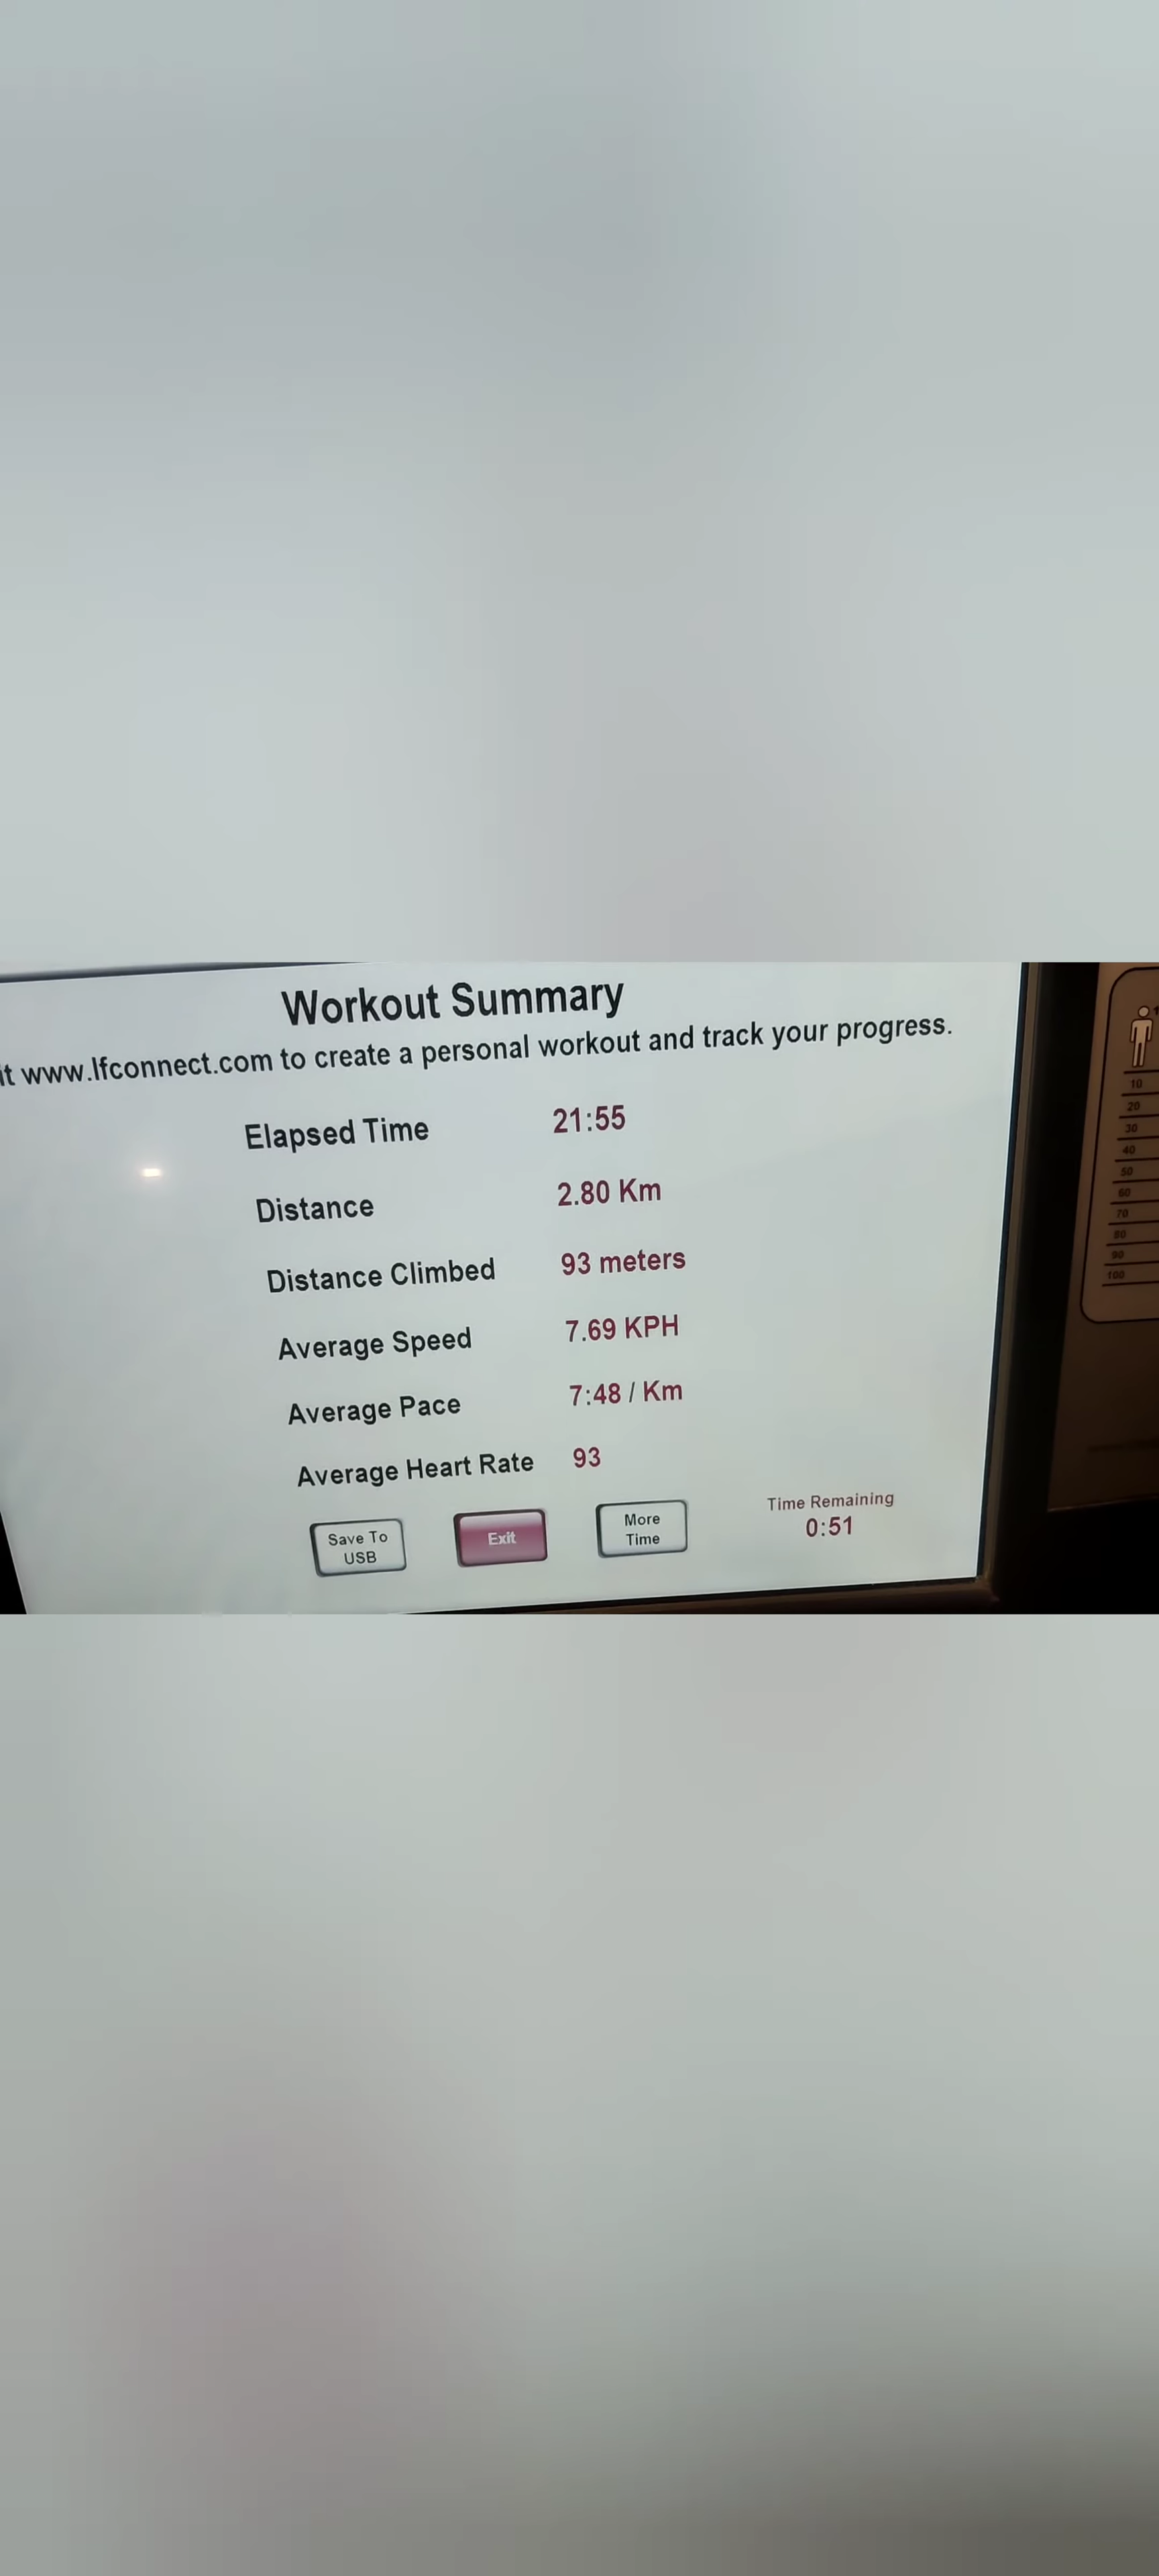 Workout Summary
it www.lfconnect.com to create a personal workout and track your progress.
Elapsed Time 21:55
Distance 2.80 Km
Distance Climbed 93 meters
Average Speed 7.69 KPH
Average Pace 7:48 / Km
Average Heart Rate 93
Save To
USB
Exit
More
Time
Time Remaining
0:51
10
20
30
40
50
60
70
80
90
100